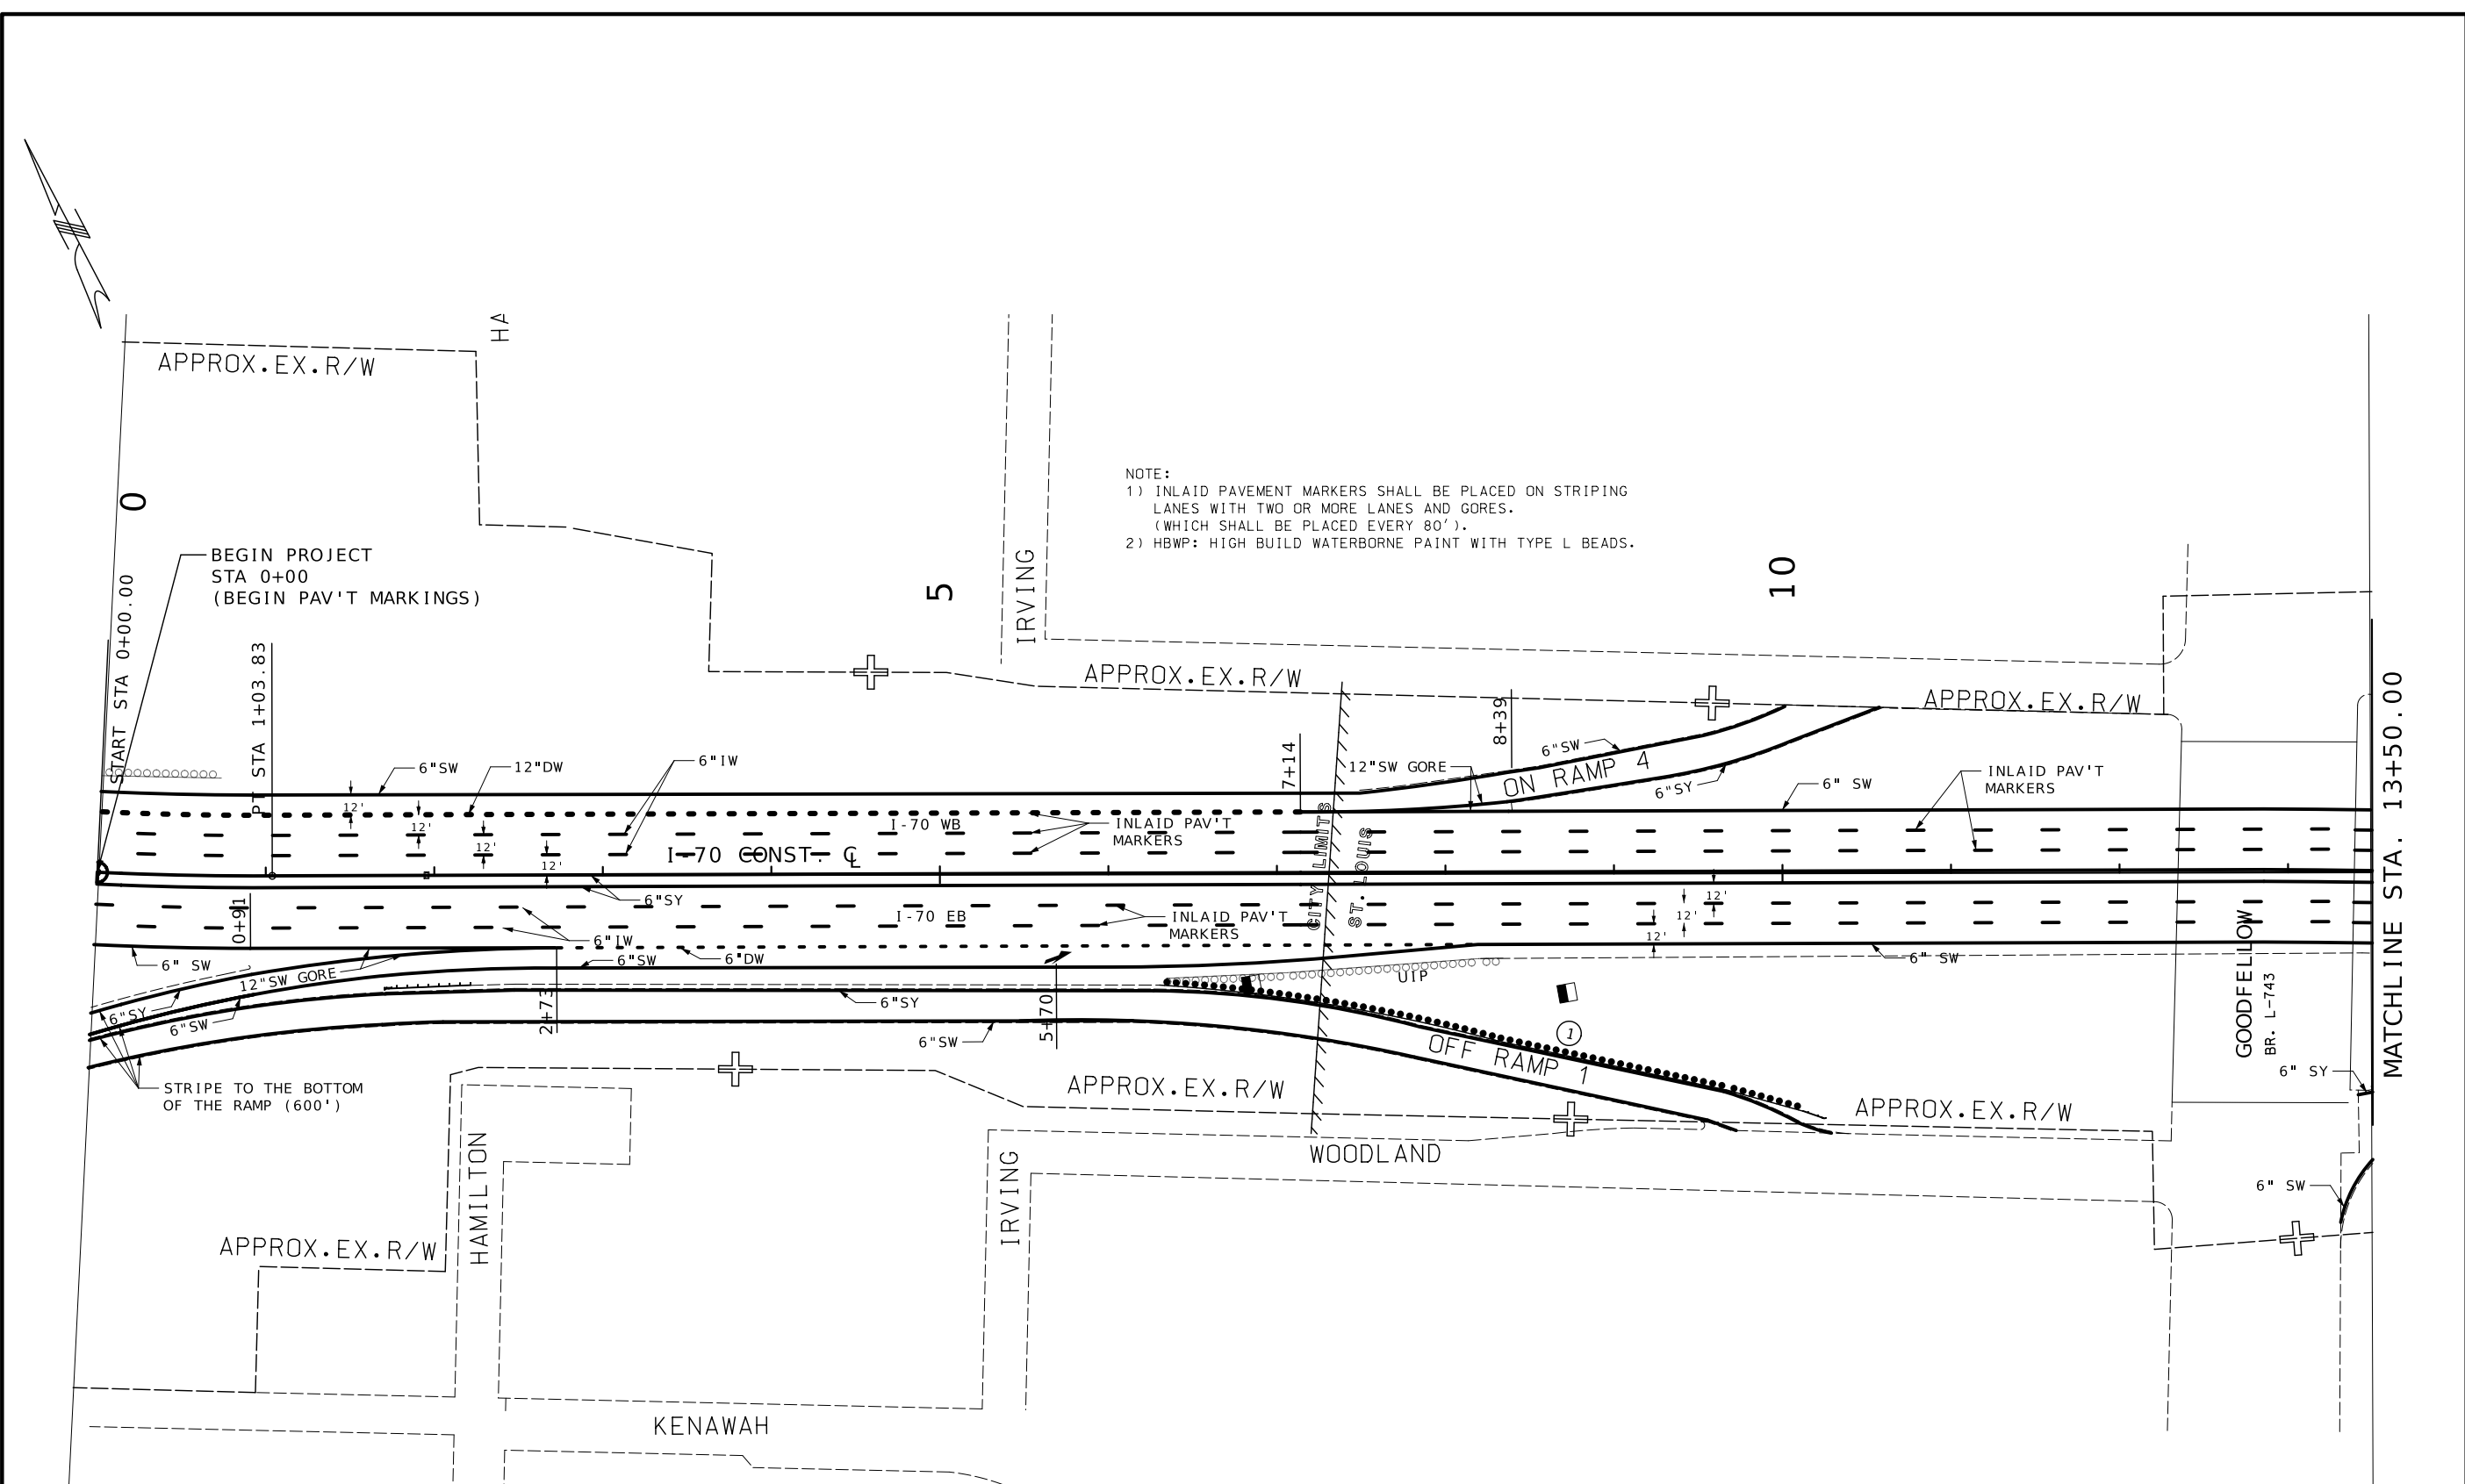 HA
APPROX.EX.R/W
0
START STA 0+00.00
BEGIN PROJECT
STA 0+00
(BEGIN PAV'T MARKINGS)
PT STA 1+03.83
5
IRVING
NOTE:
1) INLAID PAVEMENT MARKERS SHALL BE PLACED ON STRIPING
LANES WITH TWO OR MORE LANES AND GORES.
(WHICH SHALL BE PLACED EVERY 80').
2) HBWP: HIGH BUILD WATERBORNE PAINT WITH TYPE L BEADS.
10
APPROX.EX.R/W
APPROX.EX.R/W
MATCHLINE STA. 13+50.00
6"SW
12"DW
6"IW
7+14
8+39
12"SW GORE
6"SW
ON RAMP 4
6"SY
6" SW
INLAID PAV'T
MARKERS
12'
12'
12'
12'
I-70 WB
INLAID PAV'T
MARKERS
I-70 CONST. ℄
CITY LIMITS
ST. LOUIS
6"SY
0+91
I-70 EB
INLAID PAV'T
MARKERS
12'
12'
12'
6"IW
6" SW
6"SW
6"DW
6" SW
12"SW GORE
6"SY
6"SW
2+73
6"SY
5+70
6"SW
UIP
1
OFF RAMP 1
GOODFELLOW
BR. L-743
6" SY
STRIPE TO THE BOTTOM
OF THE RAMP (600')
APPROX.EX.R/W
APPROX.EX.R/W
WOODLAND
HAMILTON
IRVING
6" SW
APPROX.EX.R/W
KENAWAH